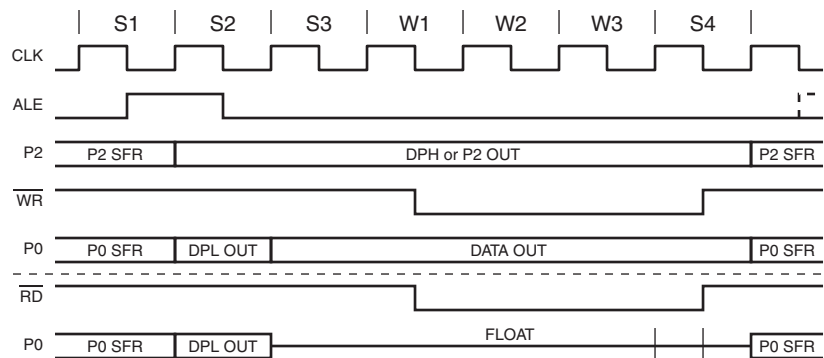 S1 S2 S3 W1 W2 W3 S4
CLK
ALE
P2 P2 SFR DPH or P2 OUT P2 SFR
WR
P0 P0 SFR DPL OUT DATA OUT P0 SFR
RD
P0 P0 SFR DPL OUT FLOAT P0 SFR